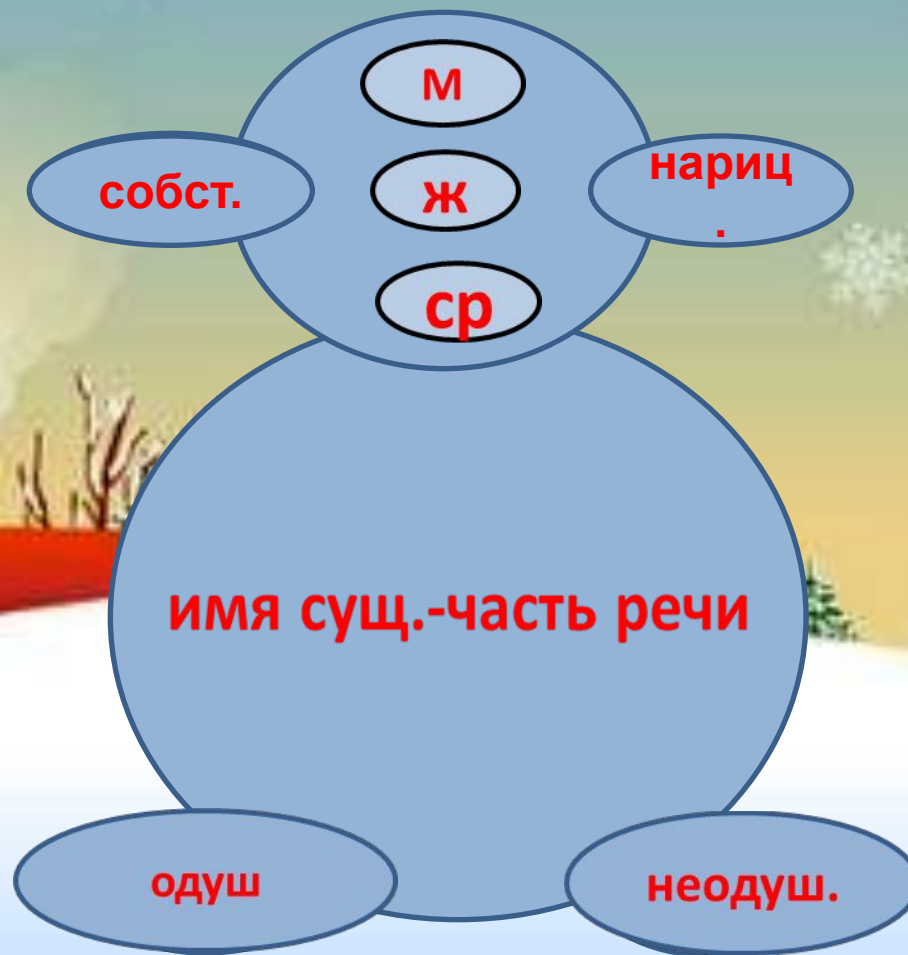 м
собст.
ж
нариц
.
ср
имя сущ.-часть речи
одуш
неодуш.